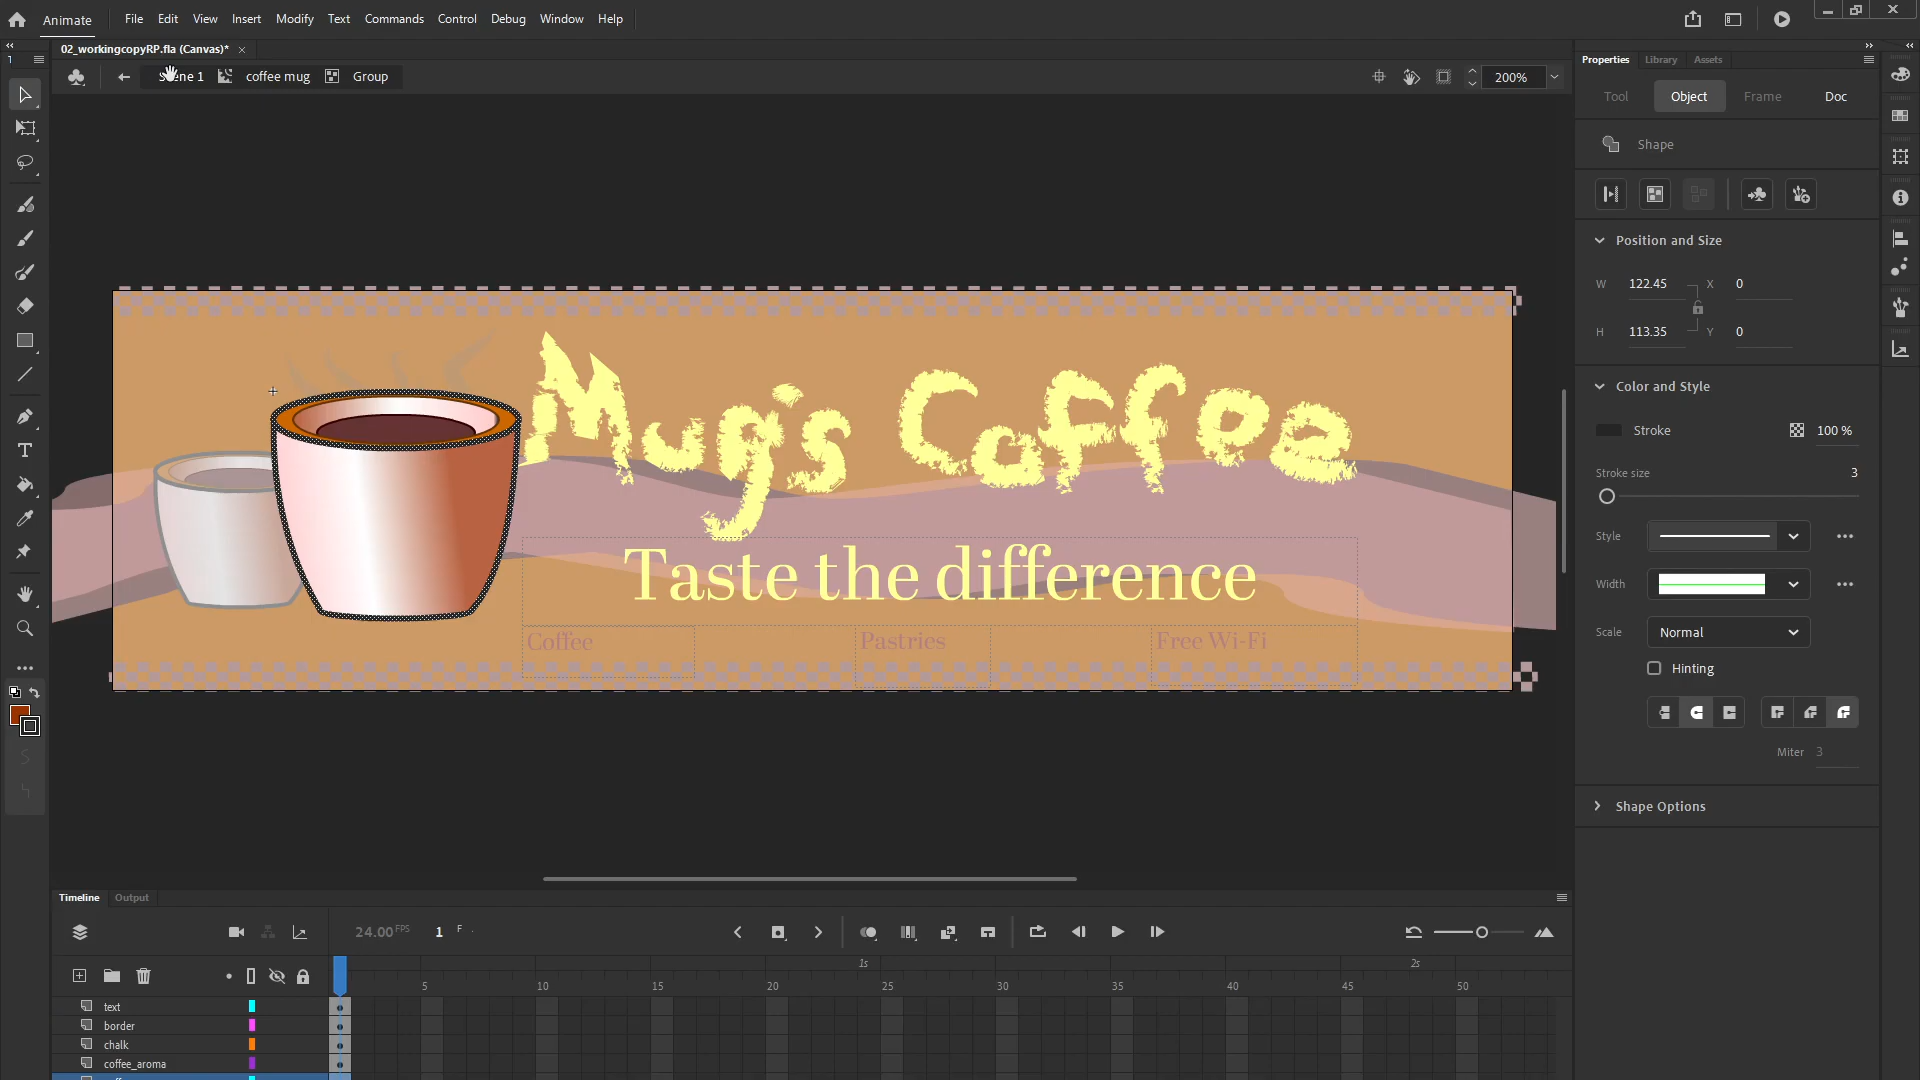 Animate File Edit View Insert Modify Text Commands Control Debug Window Help
02_workingcopyRP.fla (Canvas)*
1
Scene 1 coffee mug Group 200%
Properties Library Assets
Tool Object Frame Doc
Shape
Position and Size
W 122.45 X 0
H 113.35 Y 0
Color and Style
Stroke 100 %
Stroke size 3
Style
Width
Scale Normal
Hinting
Miter 3
Shape Options
Mugs Coffee
Taste the difference
Coffee Pastries Free Wi-Fi
Timeline Output
24.00 FPS 1 F
1s 2s
5 10 15 20 25 30 35 40 45 50
text
border
chalk
coffee_aroma